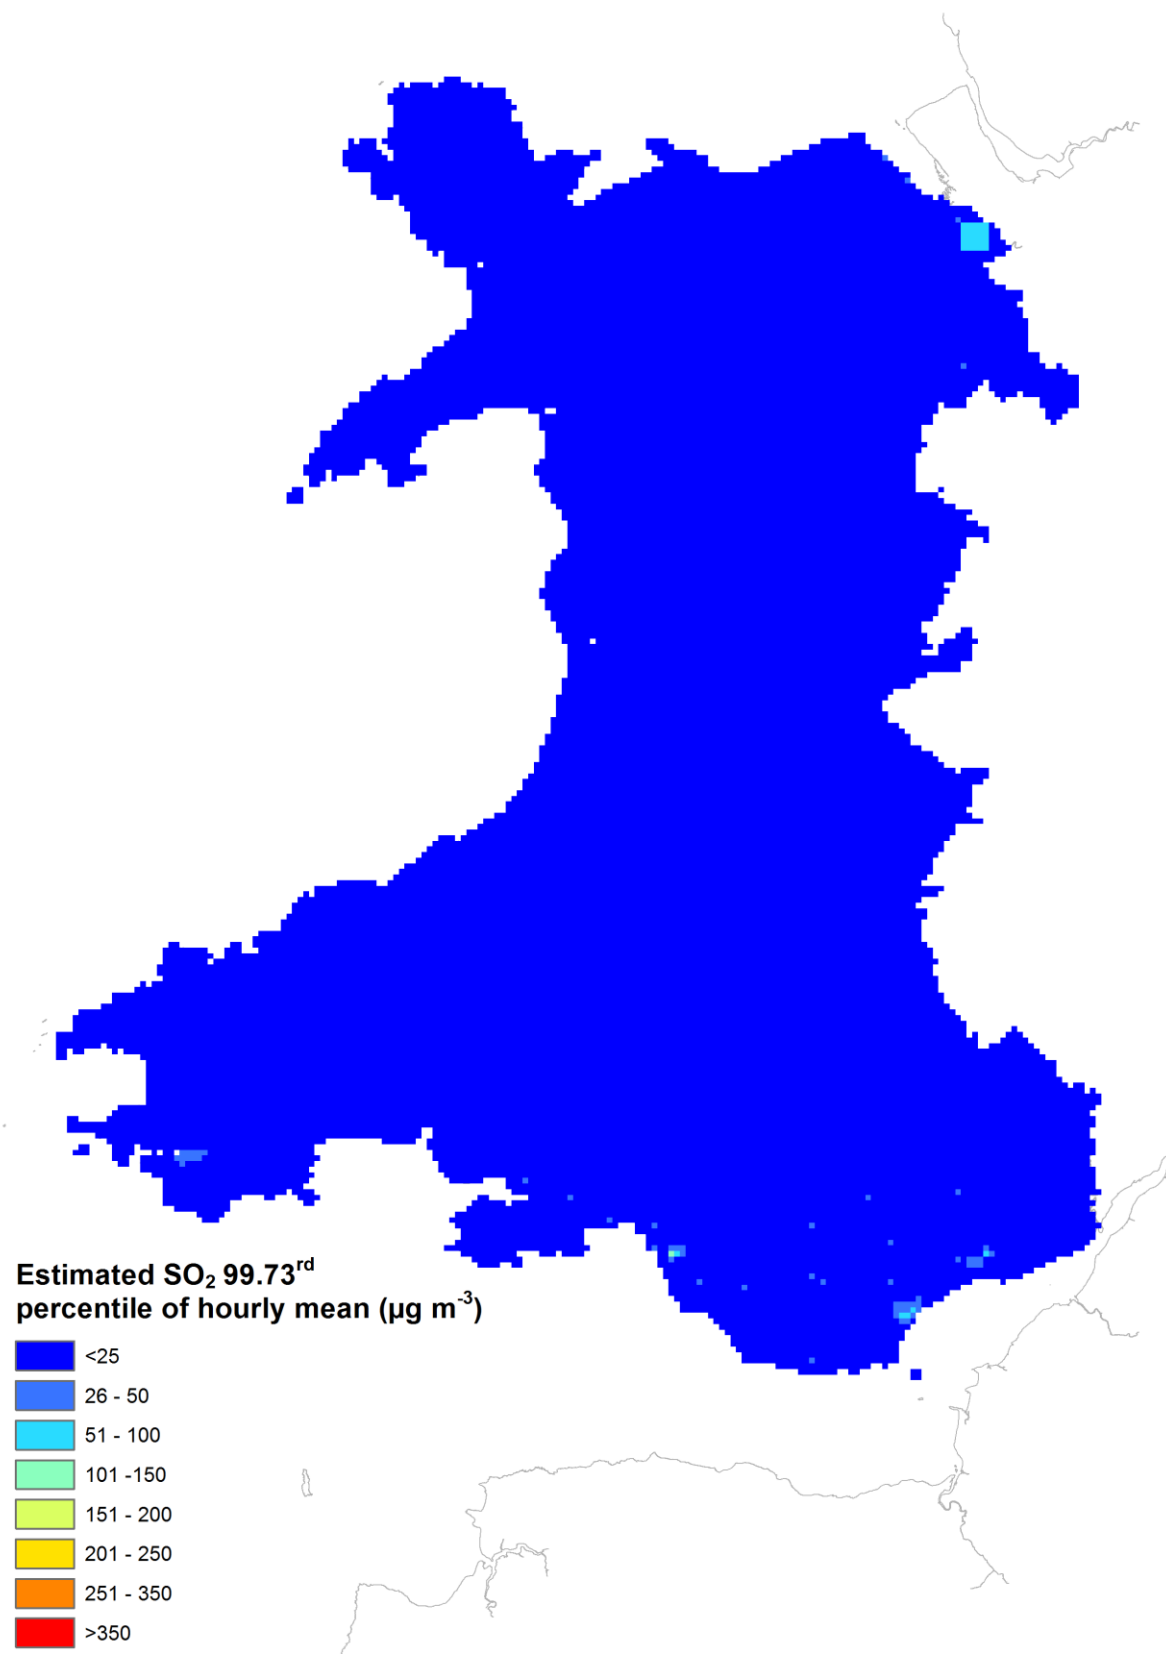 Estimated SO₂ 99.73ʳᵈ
percentile of hourly mean (µg m⁻³)
<25
26 - 50
51 - 100
101 -150
151 - 200
201 - 250
251 - 350
>350